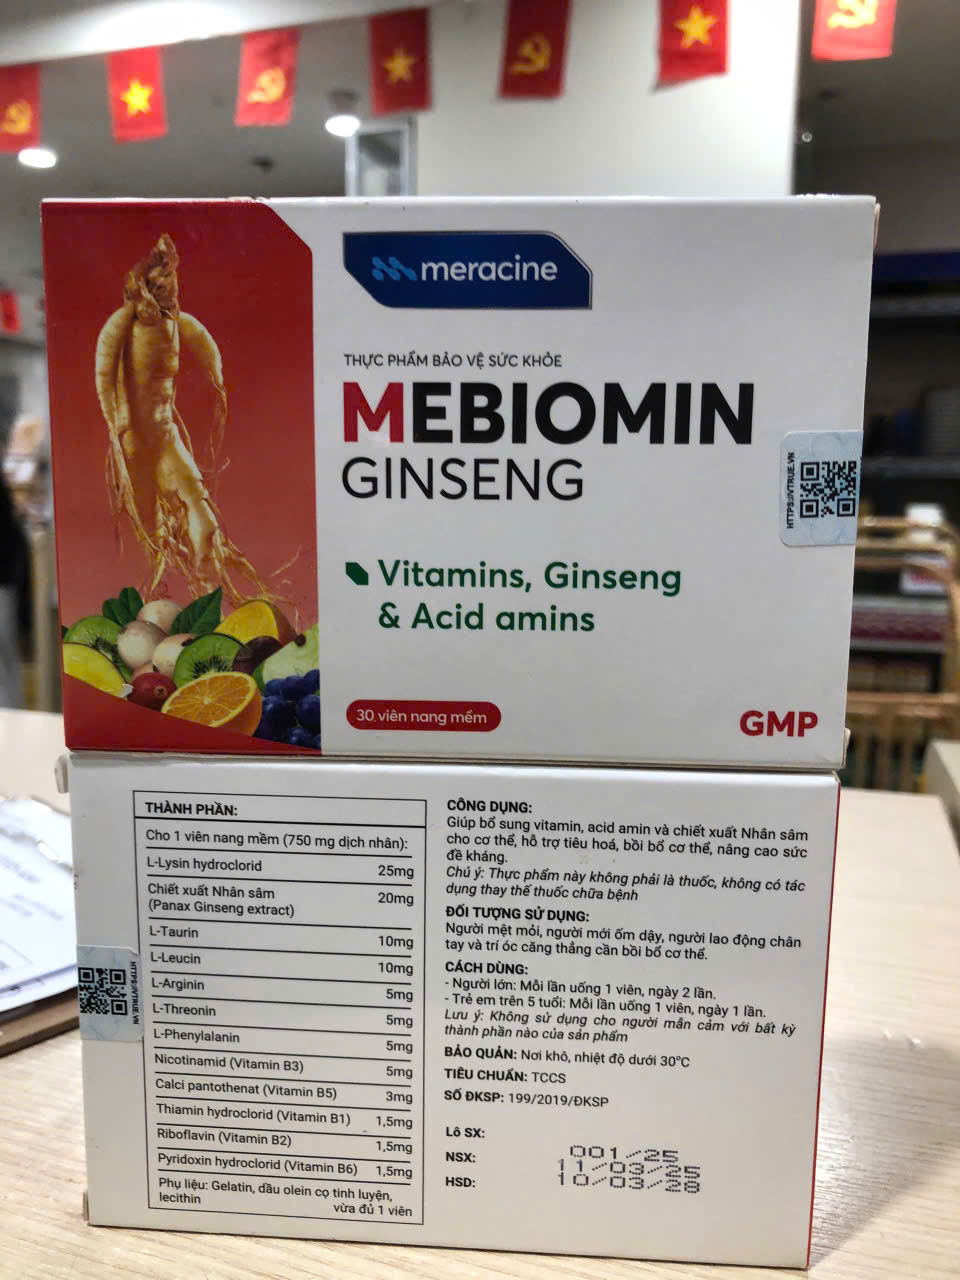 meracine
THỰC PHẨM BẢO VỆ SỨC KHỎE
MEBIOMIN
GINSENG
HTTPS://VTRUE.VN
Vitamins, Ginseng
& Acid amins
30 viên nang mềm
GMP
THÀNH PHẦN:
Cho 1 viên nang mềm (750 mg dịch nhân):
L-Lysin hydroclorid 25mg
Chiết xuất Nhân sâm
(Panax Ginseng extract) 20mg
L-Taurin 10mg
L-Leucin 10mg
L-Arginin 5mg
L-Threonin 5mg
L-Phenylalanin 5mg
Nicotinamid (Vitamin B3) 5mg
Calci pantothenat (Vitamin B5) 3mg
Thiamin hydroclorid (Vitamin B1) 1,5mg
Riboflavin (Vitamin B2) 1,5mg
Pyridoxin hydroclorid (Vitamin B6) 1,5mg
Phụ liệu: Gelatin, dầu olein cọ tinh luyện,
lecithin vừa đủ 1 viên
HTTPS://VTRUE.VN
CÔNG DỤNG:
Giúp bổ sung vitamin, acid amin và chiết xuất Nhân sâm
cho cơ thể, hỗ trợ tiêu hoá, bồi bổ cơ thể, nâng cao sức
đề kháng.
Chú ý: Thực phẩm này không phải là thuốc, không có tác
dụng thay thế thuốc chữa bệnh
ĐỐI TƯỢNG SỬ DỤNG:
Người mệt mỏi, người mới ốm dậy, người lao động chân
tay và trí óc căng thẳng cần bồi bổ cơ thể.
CÁCH DÙNG:
- Người lớn: Mỗi lần uống 1 viên, ngày 2 lần.
- Trẻ em trên 5 tuổi: Mỗi lần uống 1 viên, ngày 1 lần.
Lưu ý: Không sử dụng cho người mẫn cảm với bất kỳ
thành phần nào của sản phẩm
BẢO QUẢN: Nơi khô, nhiệt độ dưới 30°C
TIÊU CHUẨN: TCCS
SỐ ĐKSP: 199/2019/ĐKSP
Lô SX: 001/25
NSX: 11/03/25
HSD: 10/03/28